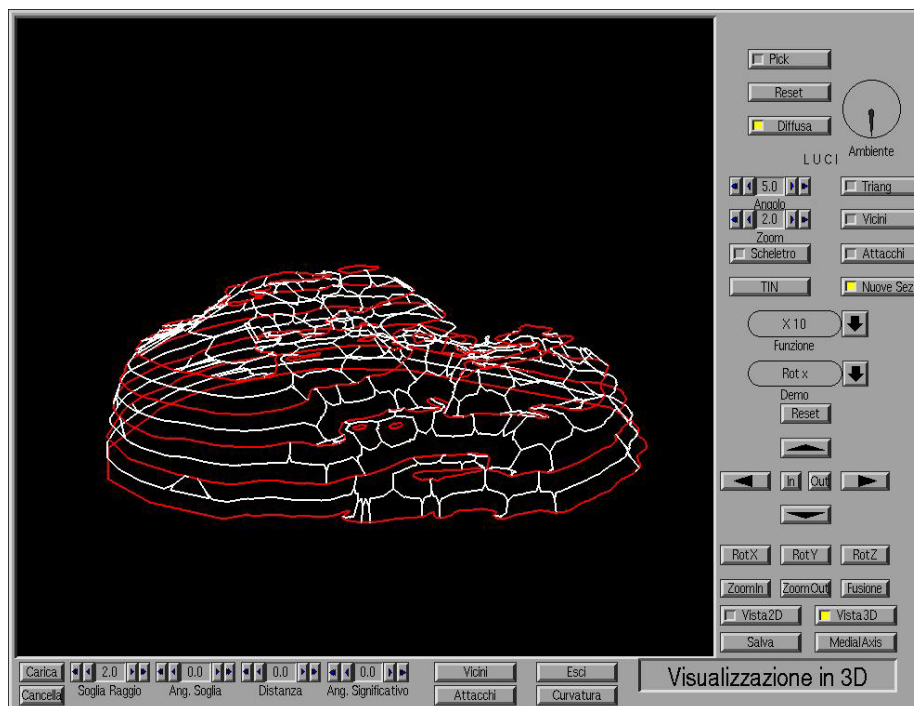 Pick
Reset
Diffusa
Ambiente
LUCI
5.0
Triang
Angolo
2.0
Vicini
Zoom
Scheletro
Attacchi
TIN
Nuove Sez
X 10
Funzione
Rot x
Demo
Reset
In Out
RotX RotY RotZ
ZoomIn ZoomOut Fusione
Vista2D Vista3D
Salva MedialAxis
Carica 2.0 0.0 0.0 0.0 Vicini Esci
Cancella Soglia Raggio Ang. Soglia Distanza Ang. Significativo Attacchi Curvatura
Visualizzazione in 3D